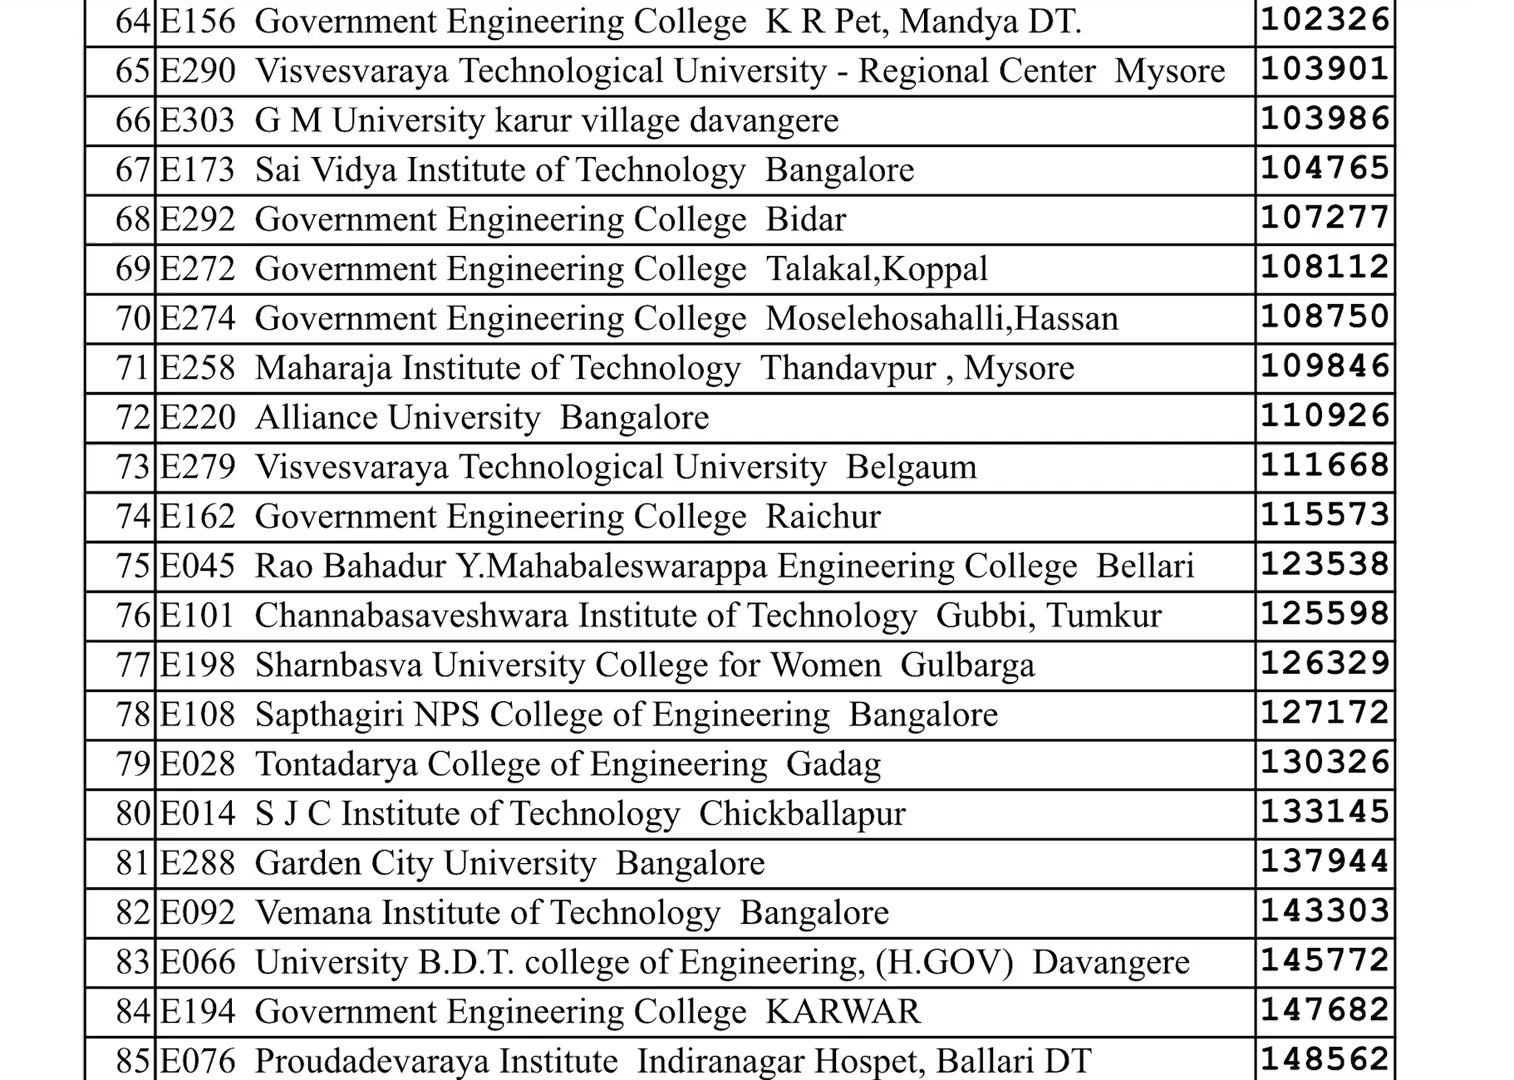 64 E156 Government Engineering College K R Pet, Mandya DT. 102326
65 E290 Visvesvaraya Technological University - Regional Center Mysore 103901
66 E303 G M University karur village davangere 103986
67 E173 Sai Vidya Institute of Technology Bangalore 104765
68 E292 Government Engineering College Bidar 107277
69 E272 Government Engineering College Talakal,Koppal 108112
70 E274 Government Engineering College Moselehosahalli,Hassan 108750
71 E258 Maharaja Institute of Technology Thandavpur , Mysore 109846
72 E220 Alliance University Bangalore 110926
73 E279 Visvesvaraya Technological University Belgaum 111668
74 E162 Government Engineering College Raichur 115573
75 E045 Rao Bahadur Y.Mahabaleswarappa Engineering College Bellari 123538
76 E101 Channabasaveshwara Institute of Technology Gubbi, Tumkur 125598
77 E198 Sharnbasva University College for Women Gulbarga 126329
78 E108 Sapthagiri NPS College of Engineering Bangalore 127172
79 E028 Tontadarya College of Engineering Gadag 130326
80 E014 S J C Institute of Technology Chickballapur 133145
81 E288 Garden City University Bangalore 137944
82 E092 Vemana Institute of Technology Bangalore 143303
83 E066 University B.D.T. college of Engineering, (H.GOV) Davangere 145772
84 E194 Government Engineering College KARWAR 147682
85 E076 Proudadevaraya Institute Indiranagar Hospet, Ballari DT 148562